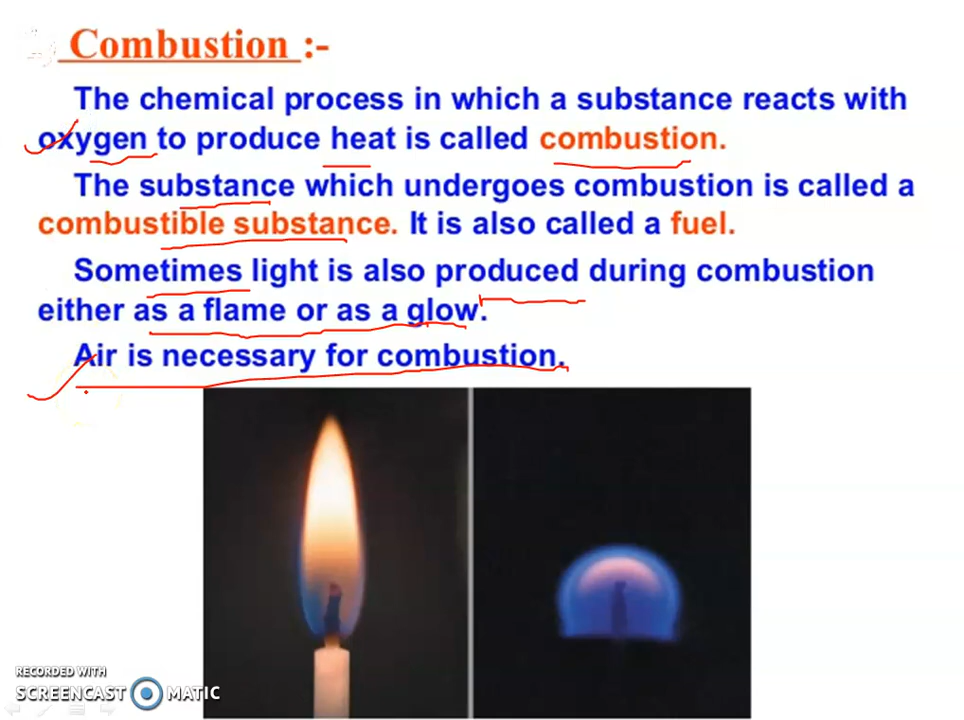 Combustion :-
The chemical process in which a substance reacts with
oxygen to produce heat is called combustion.
The substance which undergoes combustion is called a
combustible substance. It is also called a fuel.
Sometimes light is also produced during combustion
either as a flame or as a glow.
Air is necessary for combustion.
RECORDED WITH
SCREENCAST MATIC